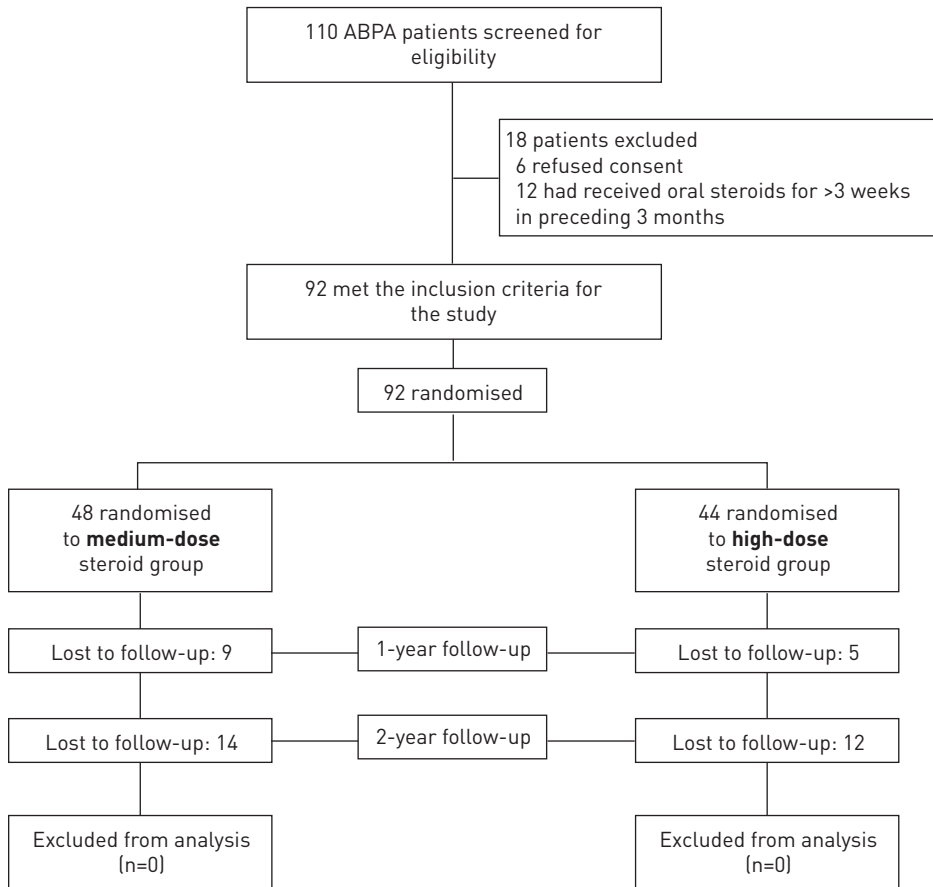 110 ABPA patients screened for
eligibility
18 patients excluded
6 refused consent
12 had received oral steroids for >3 weeks
in preceding 3 months
92 met the inclusion criteria for
the study
92 randomised
48 randomised
to medium-dose
steroid group
44 randomised
to high-dose
steroid group
Lost to follow-up: 9
1-year follow-up
Lost to follow-up: 5
Lost to follow-up: 14
2-year follow-up
Lost to follow-up: 12
Excluded from analysis
(n=0)
Excluded from analysis
(n=0)